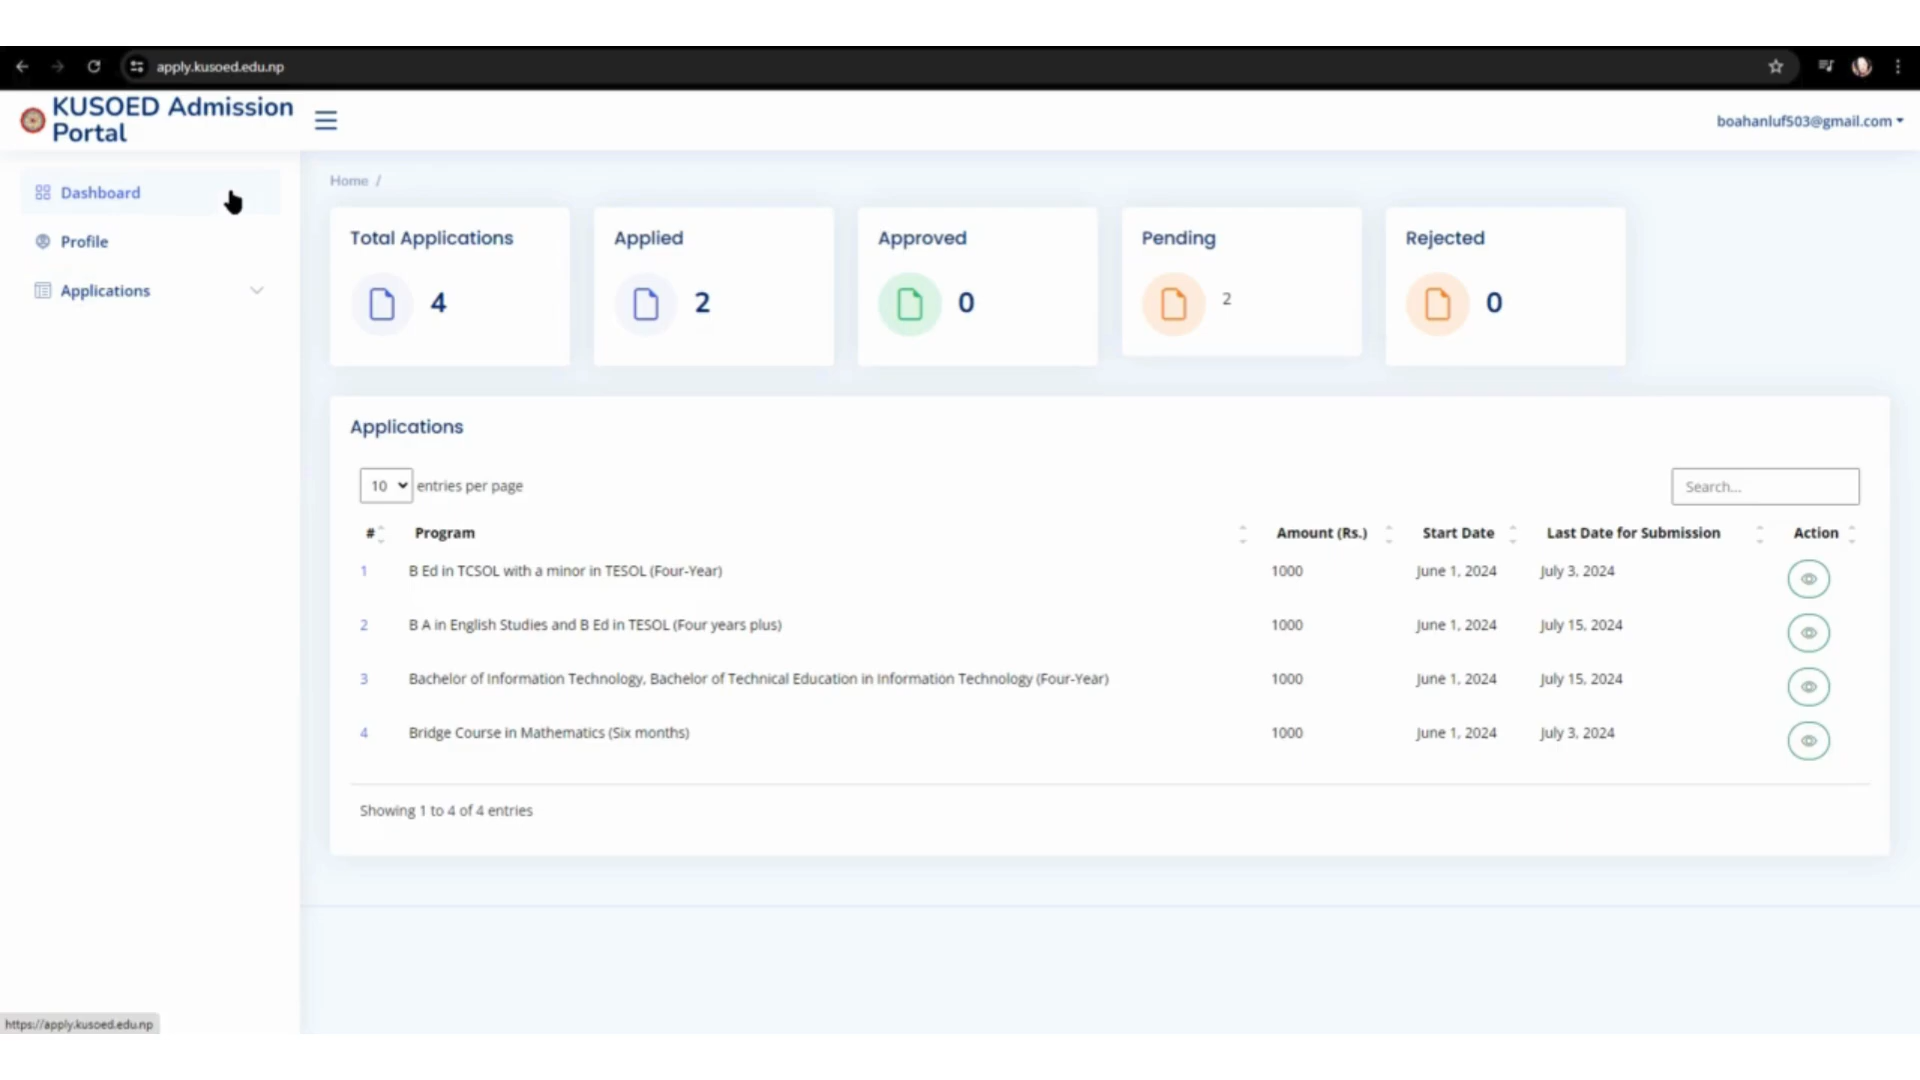 apply.kusoed.edu.np
KUSOED Admission
Portal
boahanluf503@gmail.com
Dashboard
Profile
Applications
Home /
Total Applications
4
Applied
2
Approved
0
Pending
2
Rejected
0
Applications
10 entries per page
Search...
# Program Amount (Rs.) Start Date Last Date for Submission Action
1 B Ed in TCSOL with a minor in TESOL (Four-Year) 1000 June 1, 2024 July 3, 2024
2 B A in English Studies and B Ed in TESOL (Four years plus) 1000 June 1, 2024 July 15, 2024
3 Bachelor of Information Technology, Bachelor of Technical Education in Information Technology (Four-Year) 1000 June 1, 2024 July 15, 2024
4 Bridge Course in Mathematics (Six months) 1000 June 1, 2024 July 3, 2024
Showing 1 to 4 of 4 entries
https://apply.kusoed.edu.np